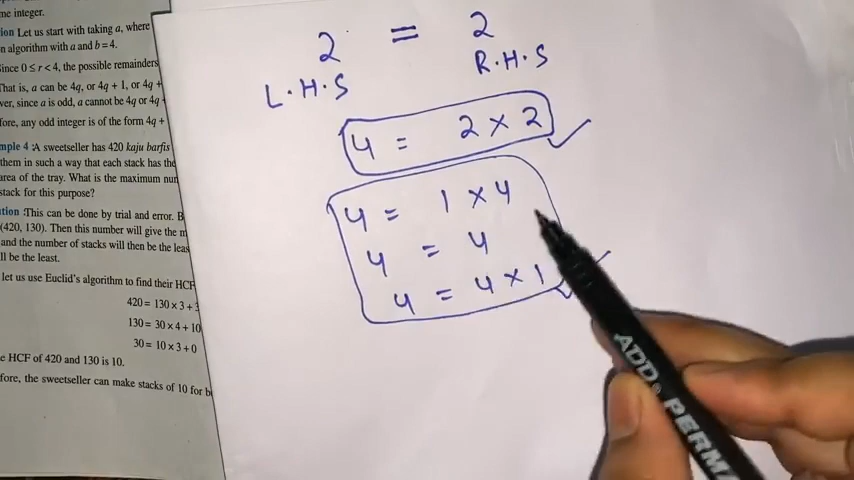 me integer.
ion Let us start with taking a, where
n algorithm with a and b = 4.
Since 0 ≤ r < 4, the possible remainders
That is, a can be 4q, or 4q + 1, or 4q +
ver, since a is odd, a cannot be 4q or 4q
fore, any odd integer is of the form 4q +
mple 4 : A sweetseller has 420 kaju barfis
them in such a way that each stack has the
area of the tray. What is the maximum num
stack for this purpose?
ution : This can be done by trial and error. B
(420, 130). Then this number will give the m
and the number of stacks will then be the leas
ll be the least.
let us use Euclid's algorithm to find their HCF
420 = 130 × 3 + 3
130 = 30 × 4 + 10
30 = 10 × 3 + 0
e HCF of 420 and 130 is 10.
fore, the sweetseller can make stacks of 10 for b
2 = 2
L.H.S R.H.S
4 = 2 × 2
4 = 1 × 4
4 = 4
4 = 4 × 1
ADD PERMA